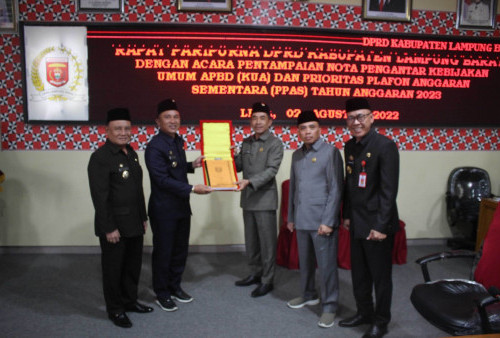 DPRD KABUPATEN LAMPUNG B
RAPAT PARIPURNA DPRD KABUPATEN LAMPUNG BARAT
DENGAN ACARA PENYAMPAIAN NOTA PENGANTAR KEBIJAKAN
UMUM APBD (KUA) DAN PRIORITAS PLAFON ANGGARAN
SEMENTARA (PPAS) TAHUN ANGGARAN 2023
AGUSTUS 2022